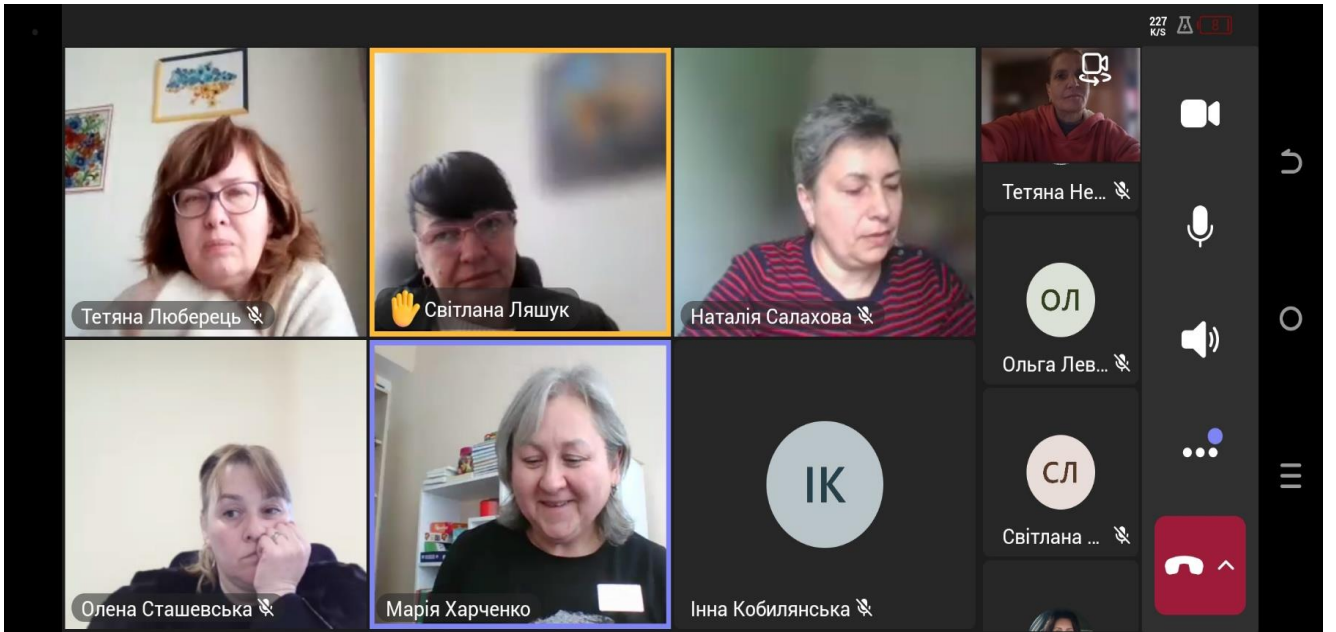 227
K/S
8
Тетяна Люберець
Світлана Ляшук
Наталія Салахова
Тетяна Не...
ОЛ
Ольга Лев...
Олена Сташевська
Марія Харченко
ІК
Інна Кобилянська
СЛ
Світлана ...